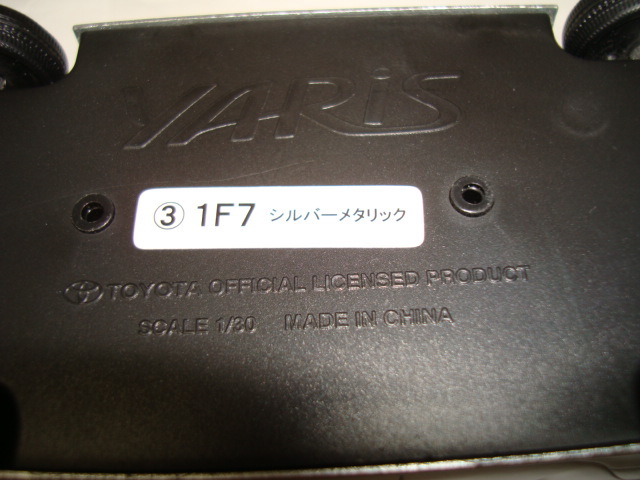 YARiS
③ 1F7 シルバーメタリック
TOYOTA OFFICIAL LICENSED PRODUCT
SCALE 1/30 MADE IN CHINA